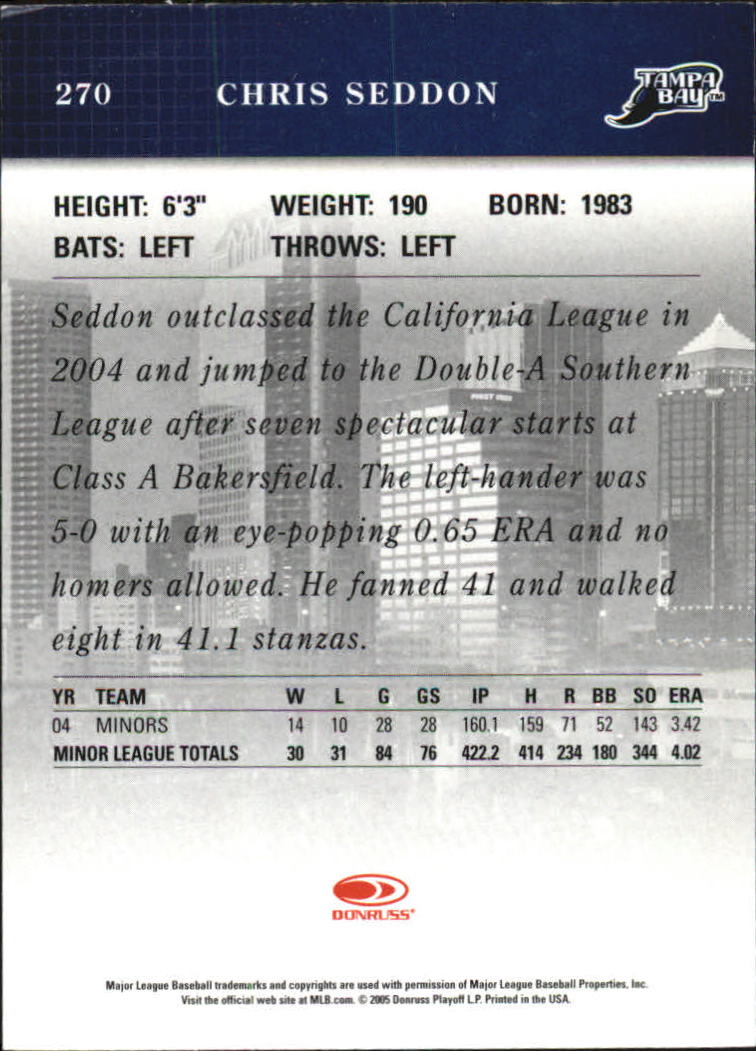 270 CHRIS SEDDON TAMPA BAY™
HEIGHT: 6'3" WEIGHT: 190 BORN: 1983
BATS: LEFT THROWS: LEFT
Seddon outclassed the California League in
2004 and jumped to the Double-A Southern
League after seven spectacular starts at
Class A Bakersfield. The left-hander was
5-0 with an eye-popping 0.65 ERA and no
homers allowed. He fanned 41 and walked
eight in 41.1 stanzas.
YR TEAM W L G GS IP H R BB SO ERA
04 MINORS 14 10 28 28 160.1 159 71 52 143 3.42
MINOR LEAGUE TOTALS 30 31 84 76 422.2 414 234 180 344 4.02
DONRUSS®
Major League Baseball trademarks and copyrights are used with permission of Major League Baseball Properties, Inc.
Visit the official web site at MLB.com. © 2005 Donruss Playoff L.P. Printed in the USA.